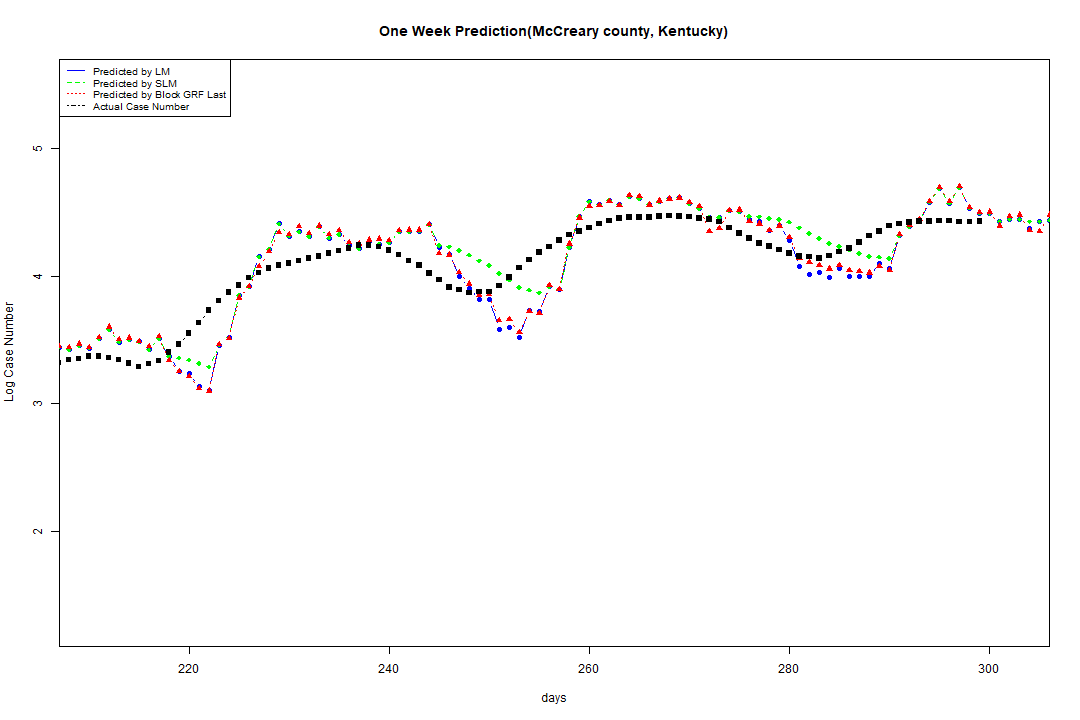 One Week Prediction(McCreary county, Kentucky)
Predicted by LM
Predicted by SLM
Predicted by Block GRF Last
Actual Case Number
5
4
3
2
Log Case Number
220 240 260 280 300
days